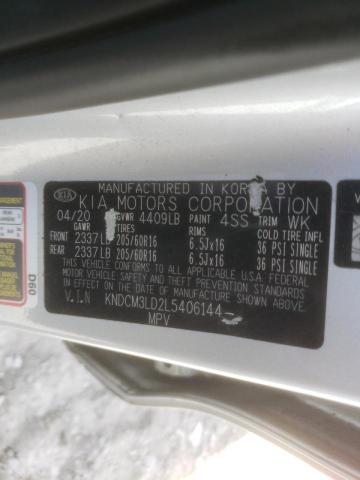 MANUFACTURED IN KOREA BY
KIA
KIA MOTORS CORPORATION
04/20 GVWR 4409LB PAINT 4SS TRIM WK
GAWR TIRES RIMS COLD TIRE INFL
FRONT 2337LB 205/60R16 6.5Jx16 36 PSI SINGLE
REAR 2337LB 205/60R16 6.5Jx16 36 PSI SINGLE
THIS VEHICLE CONFORMS TO ALL APPLICABLE U.S.A FEDERAL
MOTOR VEHICLE SAFETY AND THEFT PREVENTION STANDARDS
IN EFFECT ON THE DATE OF MANUFACTURE SHOWN ABOVE.
V.I.N KNDCM3LD2L5406144
MPV
D60